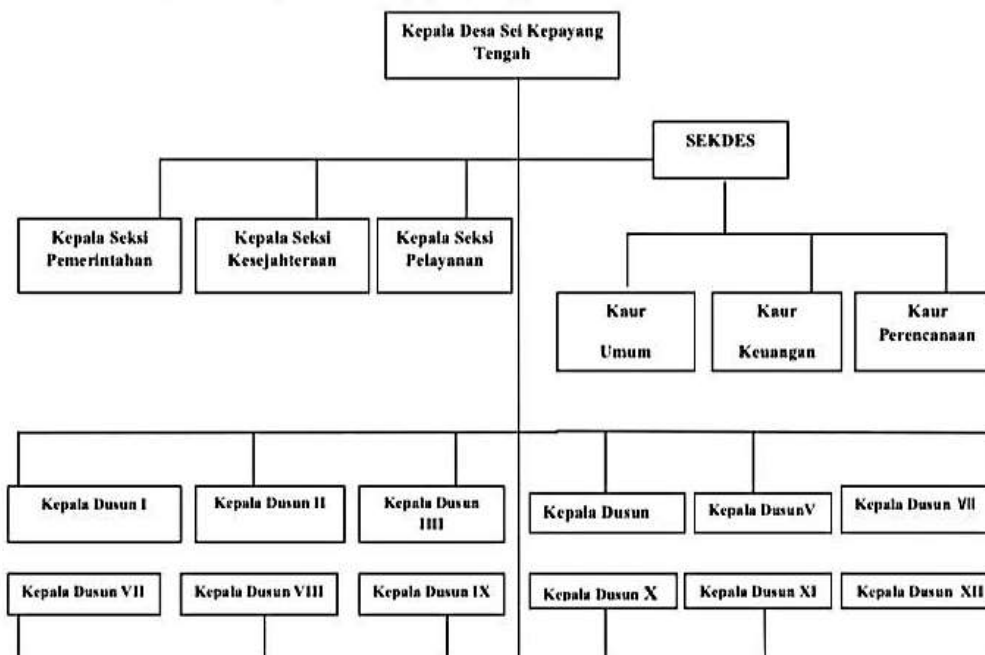 Kepala Desa Sei Kepayang
Tengah
SEKDES
Kepala Seksi
Pemerintahan
Kepala Seksi
Kesejahternan
Kepala Seksi
Pelayanan
Kaur
Umum
Kaur
Keuangan
Kaur
Perencanaan
Kepala Dusun I
Kepala Dusun II
Kepala Dusun
IIII
Kepala Dusun
Kepala DusunV
Kepala Dusun VII
Kepala Dusun VII
Kepala Dusun VIII
Kepala Dusun IX
Kepala Dusun X
Kepala Dusun XI
Kepala Dusun XII